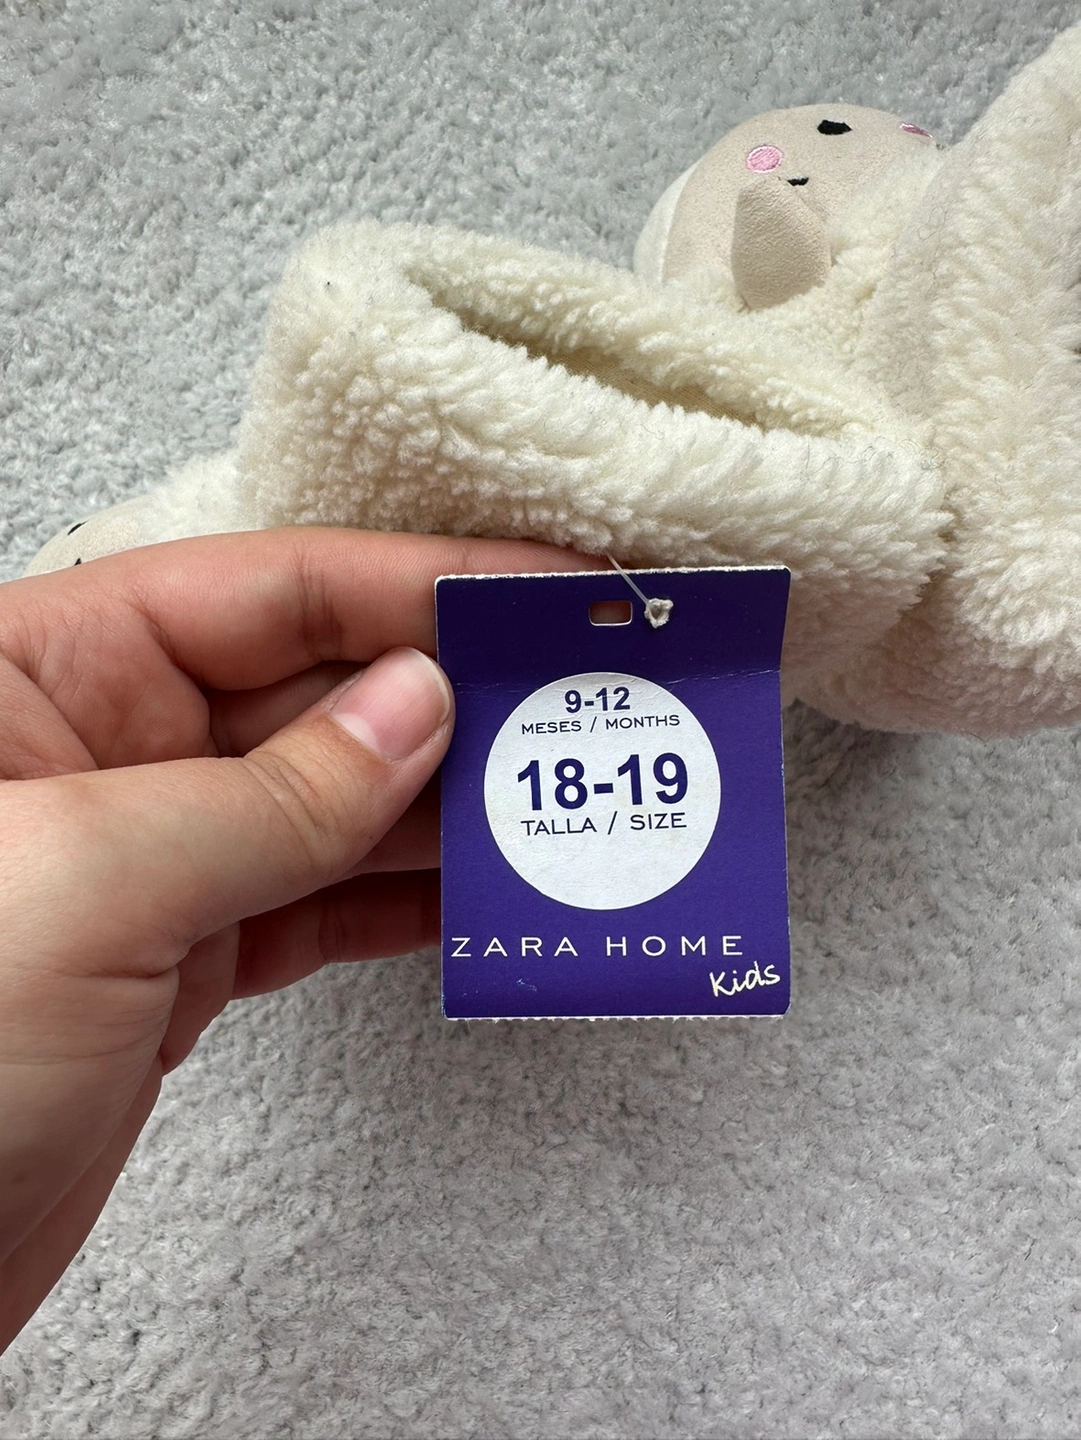 9-12
MESES / MONTHS
18-19
TALLA / SIZE
ZARA HOME
Kids